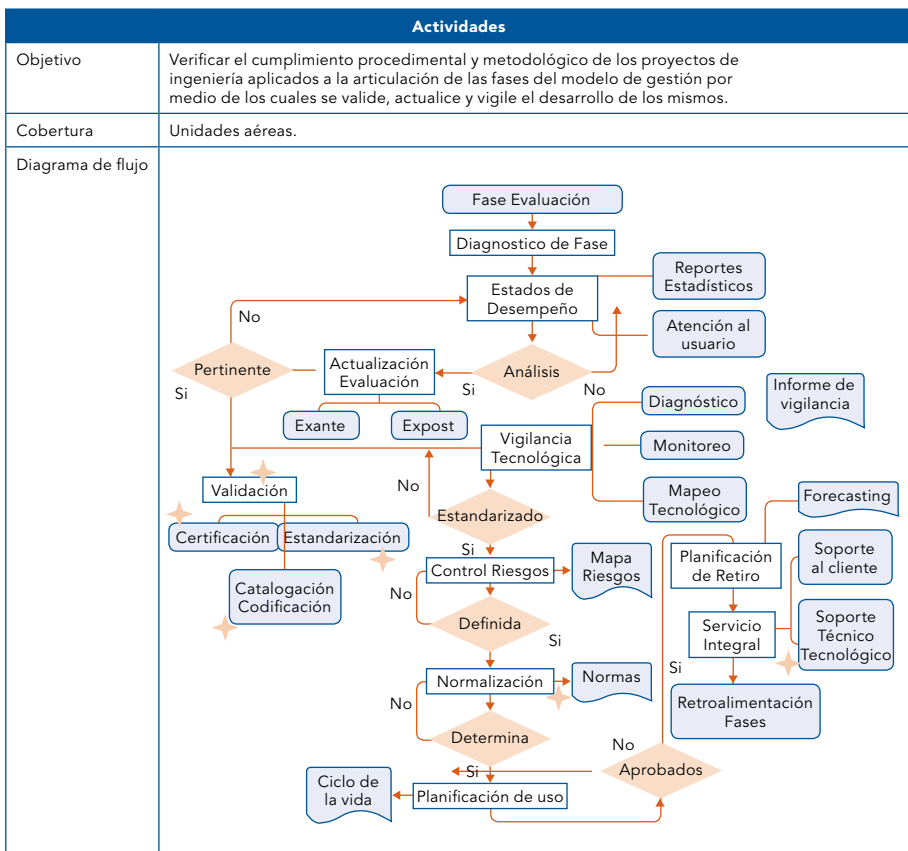 Actividades
Objetivo
Verificar el cumplimiento procedimental y metodológico de los proyectos de
ingeniería aplicados a la articulación de las fases del modelo de gestión por
medio de los cuales se valide, actualice y vigile el desarrollo de los mismos.
Cobertura
Unidades aéreas.
Diagrama de flujo
Fase Evaluación
Diagnostico de Fase
Estados de
Desempeño
Reportes
Estadísticos
Atención al
usuario
No
Pertinente
Si
Actualización
Evaluación
Si
Análisis
No
Exante
Expost
Diagnóstico
Informe de
vigilancia
Vigilancia
Tecnológica
Monitoreo
Mapeo
Tecnológico
No
Validación
Estandarizado
Forecasting
Certificación
Estandarización
Catalogación
Codificación
Si
Control Riesgos
Mapa
Riesgos
Planificación
de Retiro
Soporte
al cliente
No
Definida
Si
Servicio
Integral
Soporte
Técnico
Tecnológico
Normalización
Normas
Si
Retroalimentación
Fases
No
Determina
Si
No
Aprobados
Ciclo de
la vida
Planificación de uso